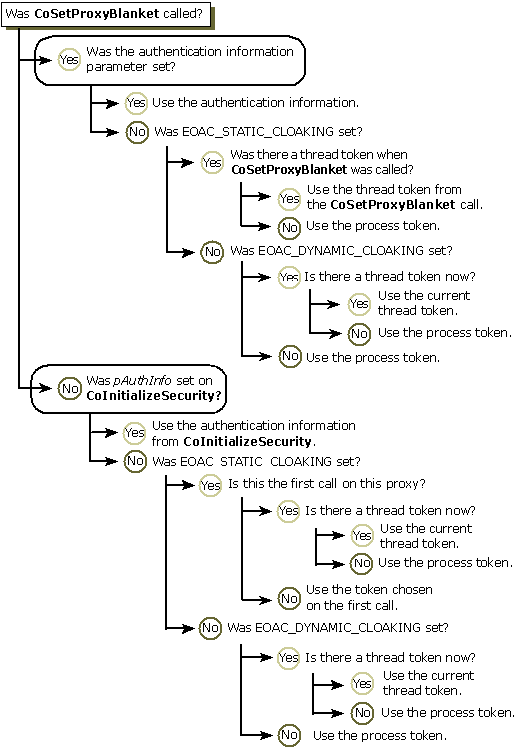 Was CoSetProxyBlanket called?
Yes Was the authentication information
parameter set?
Yes Use the authentication information.
No Was EOAC_STATIC_CLOAKING set?
Yes Was there a thread token when
CoSetProxyBlanket was called?
Yes Use the thread token from
the CoSetProxyBlanket call.
No Use the process token.
No Was EOAC_DYNAMIC_CLOAKING set?
Yes Is there a thread token now?
Yes Use the current
thread token.
No Use the process token.
No Use the process token.
No Was pAuthInfo set on
CoInitializeSecurity?
Yes Use the authentication information
from CoInitializeSecurity.
No Was EOAC STATIC CLOAKING set?
Yes Is this the first call on this proxy?
Yes Is there a thread token now?
Yes Use the current
thread token.
No Use the process token.
No Use the token chosen
on the first call.
No Was EOAC_DYNAMIC_CLOAKING set?
Yes Is there a thread token now?
Yes Use the current
thread token.
No Use the process token.
No Use the process token.